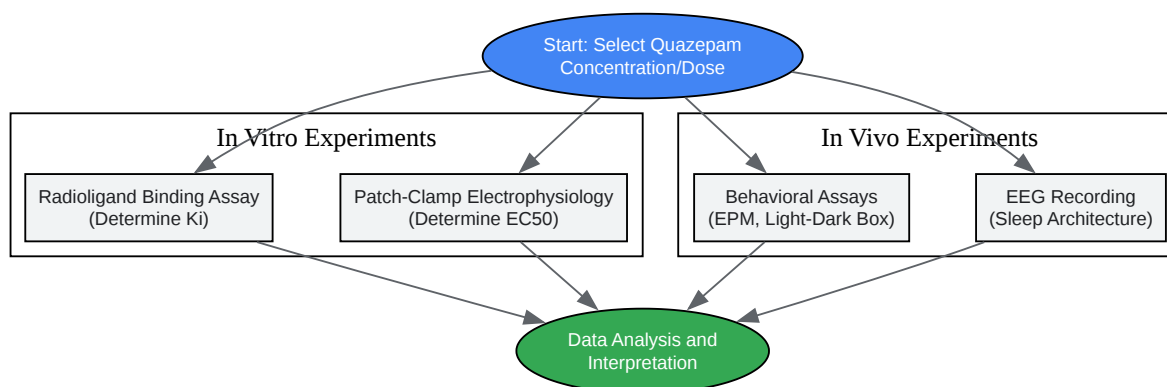 Start: Select Quazepam
Concentration/Dose
In Vitro Experiments
In Vivo Experiments
Radioligand Binding Assay
(Determine Ki)
Patch-Clamp Electrophysiology
(Determine EC50)
Behavioral Assays
(EPM, Light-Dark Box)
EEG Recording
(Sleep Architecture)
Data Analysis and
Interpretation